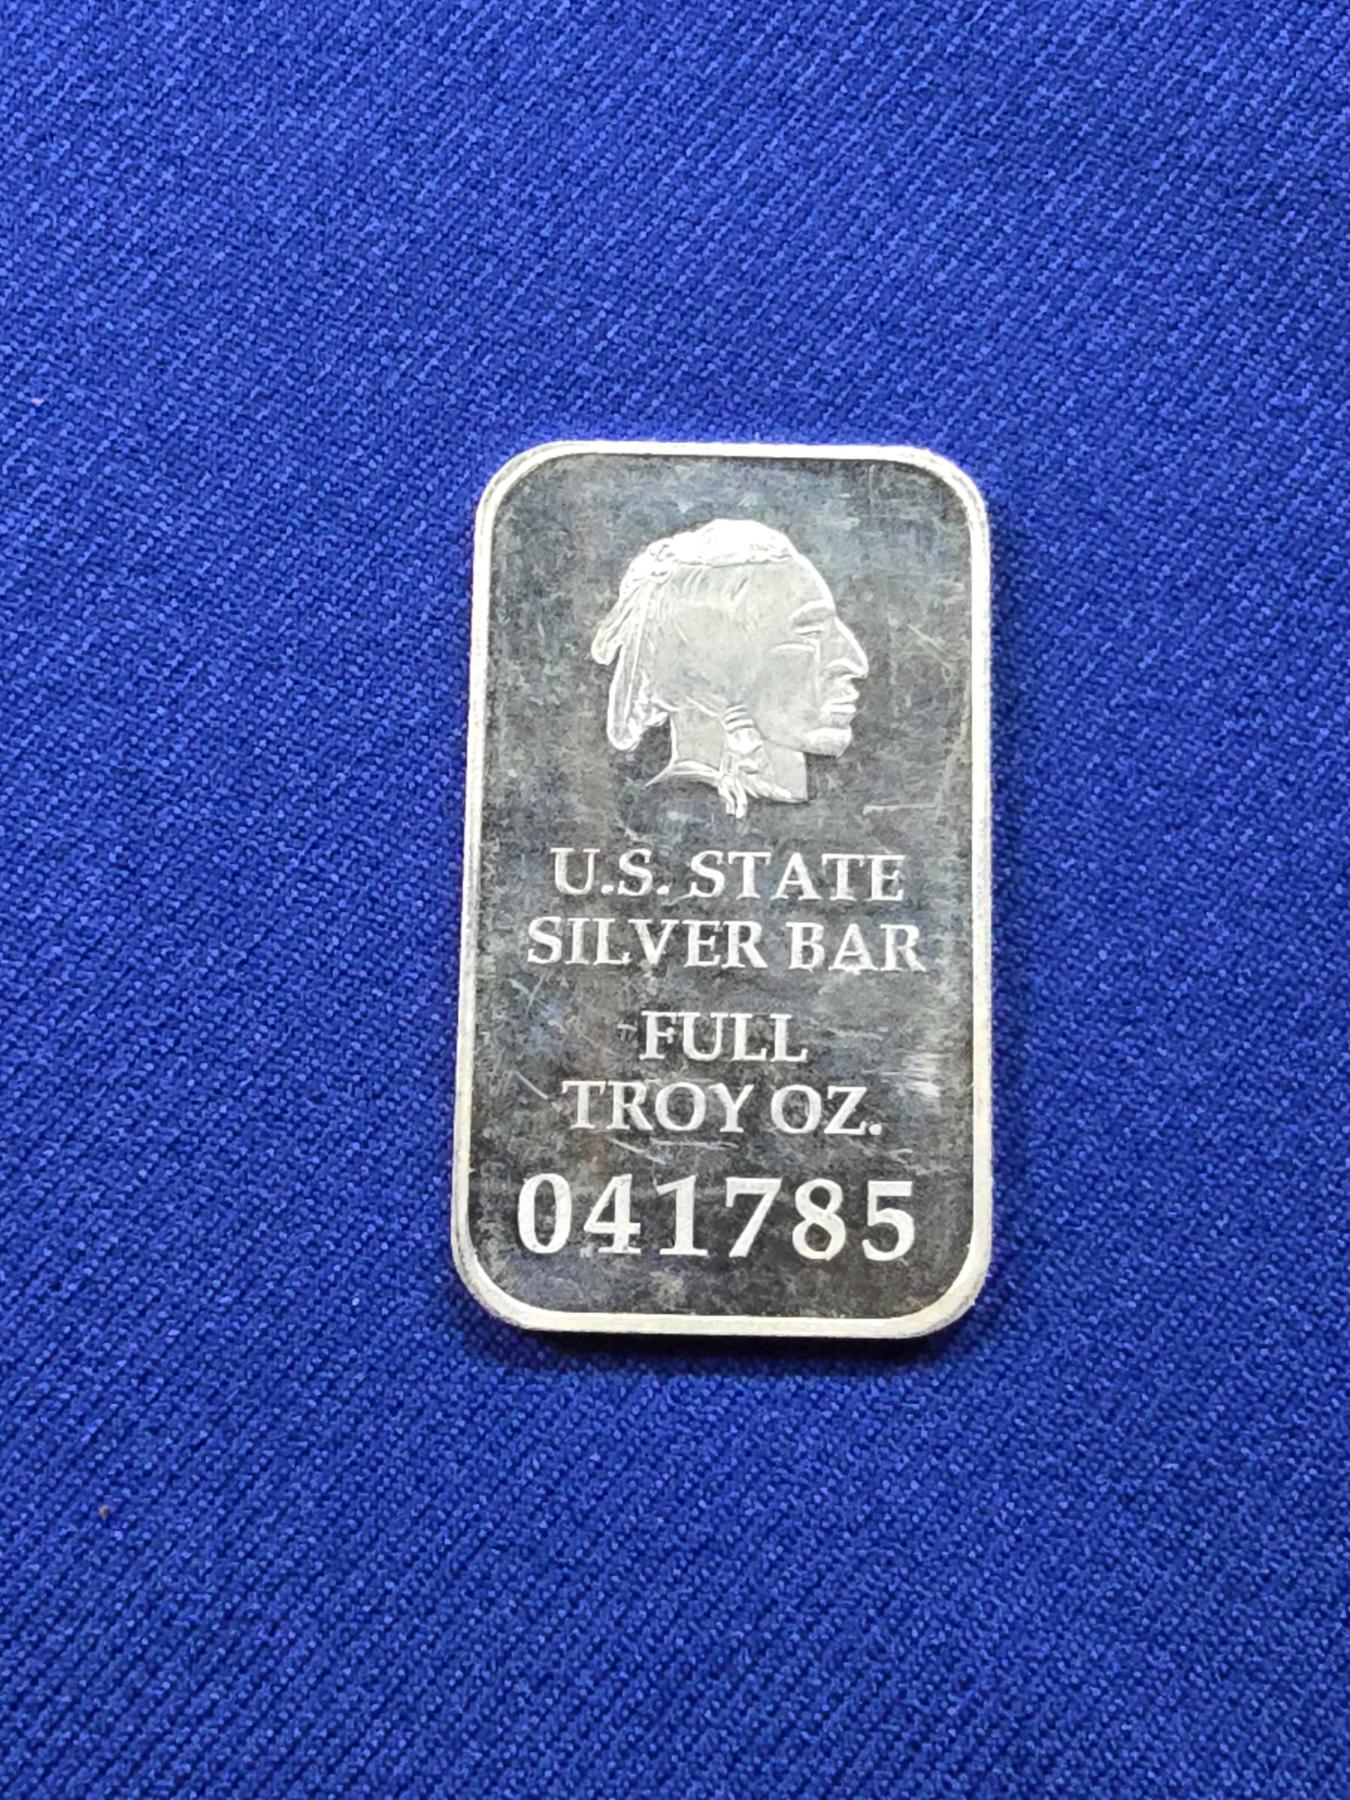 U.S. STATE
SILVER BAR
FULL
TROY OZ.
041785